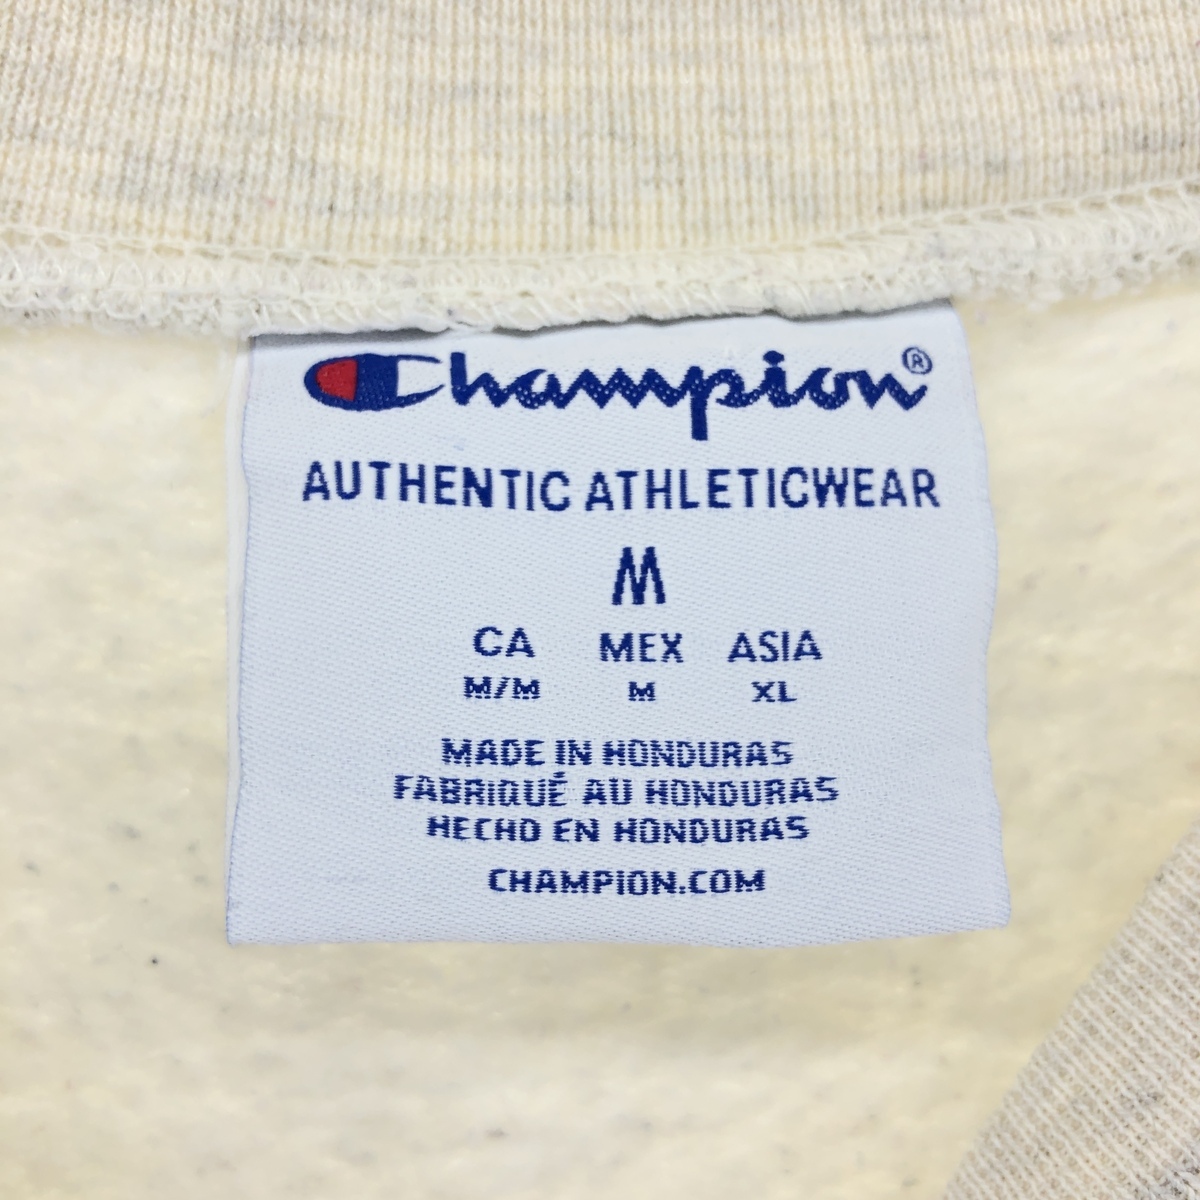 Champion®
AUTHENTIC ATHLETICWEAR
M
CA MEX ASIA
M/M M XL
MADE IN HONDURAS
FABRIQUÉ AU HONDURAS
HECHO EN HONDURAS
CHAMPION.COM